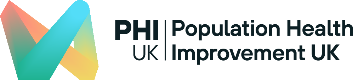 PHI
UK
Population Health
Improvement UK